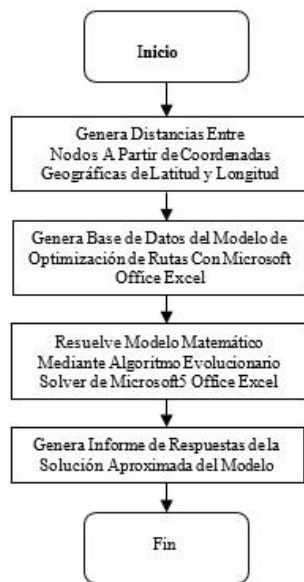 Inicio
Genera Distancias Entre
Nodos A Partir de Coordenadas
Geográficas de Latitud y Longitud
Genera Base de Datos del Modelo de
Optimización de Rutas Con Microsoft
Office Excel
Resuelve Modelo Matemático
Mediante Algoritmo Evolucionario
Solver de Microsoft5 Office Excel
Genera Informe de Respuestas de la
Solución Aproximada del Modelo
Fin